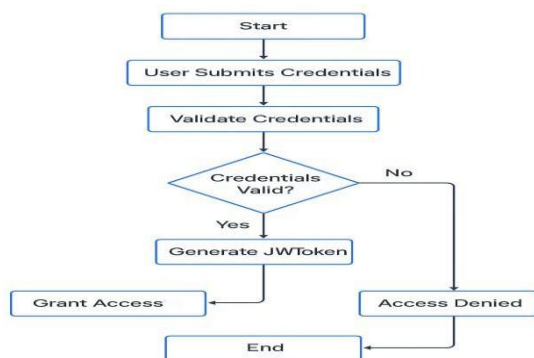 Start
User Submits Credentials
Validate Credentials
Credentials
Valid?
No
Yes
Generate JWToken
Grant Access
Access Denied
End